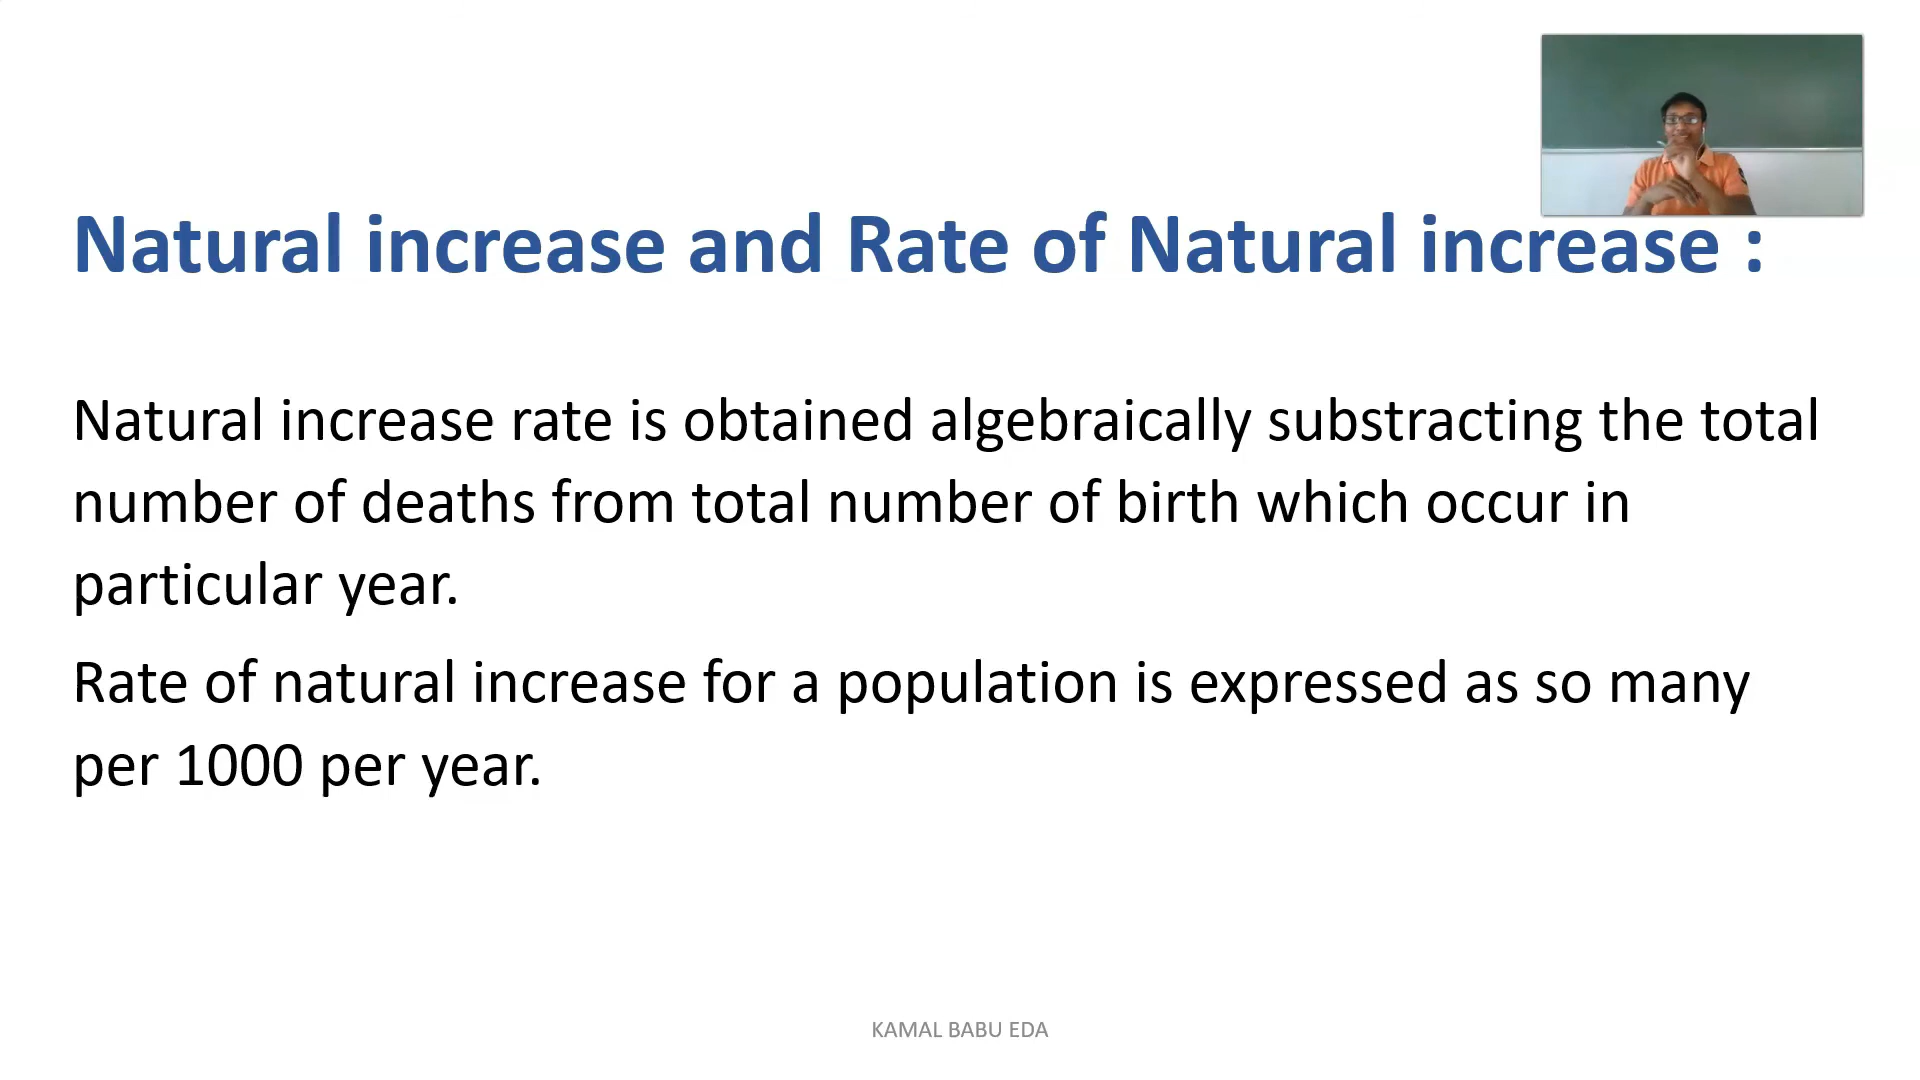 Natural increase and Rate of Natural increase :
Natural increase rate is obtained algebraically substracting the total
number of deaths from total number of birth which occur in
particular year.
Rate of natural increase for a population is expressed as so many
per 1000 per year.
KAMAL BABU EDA